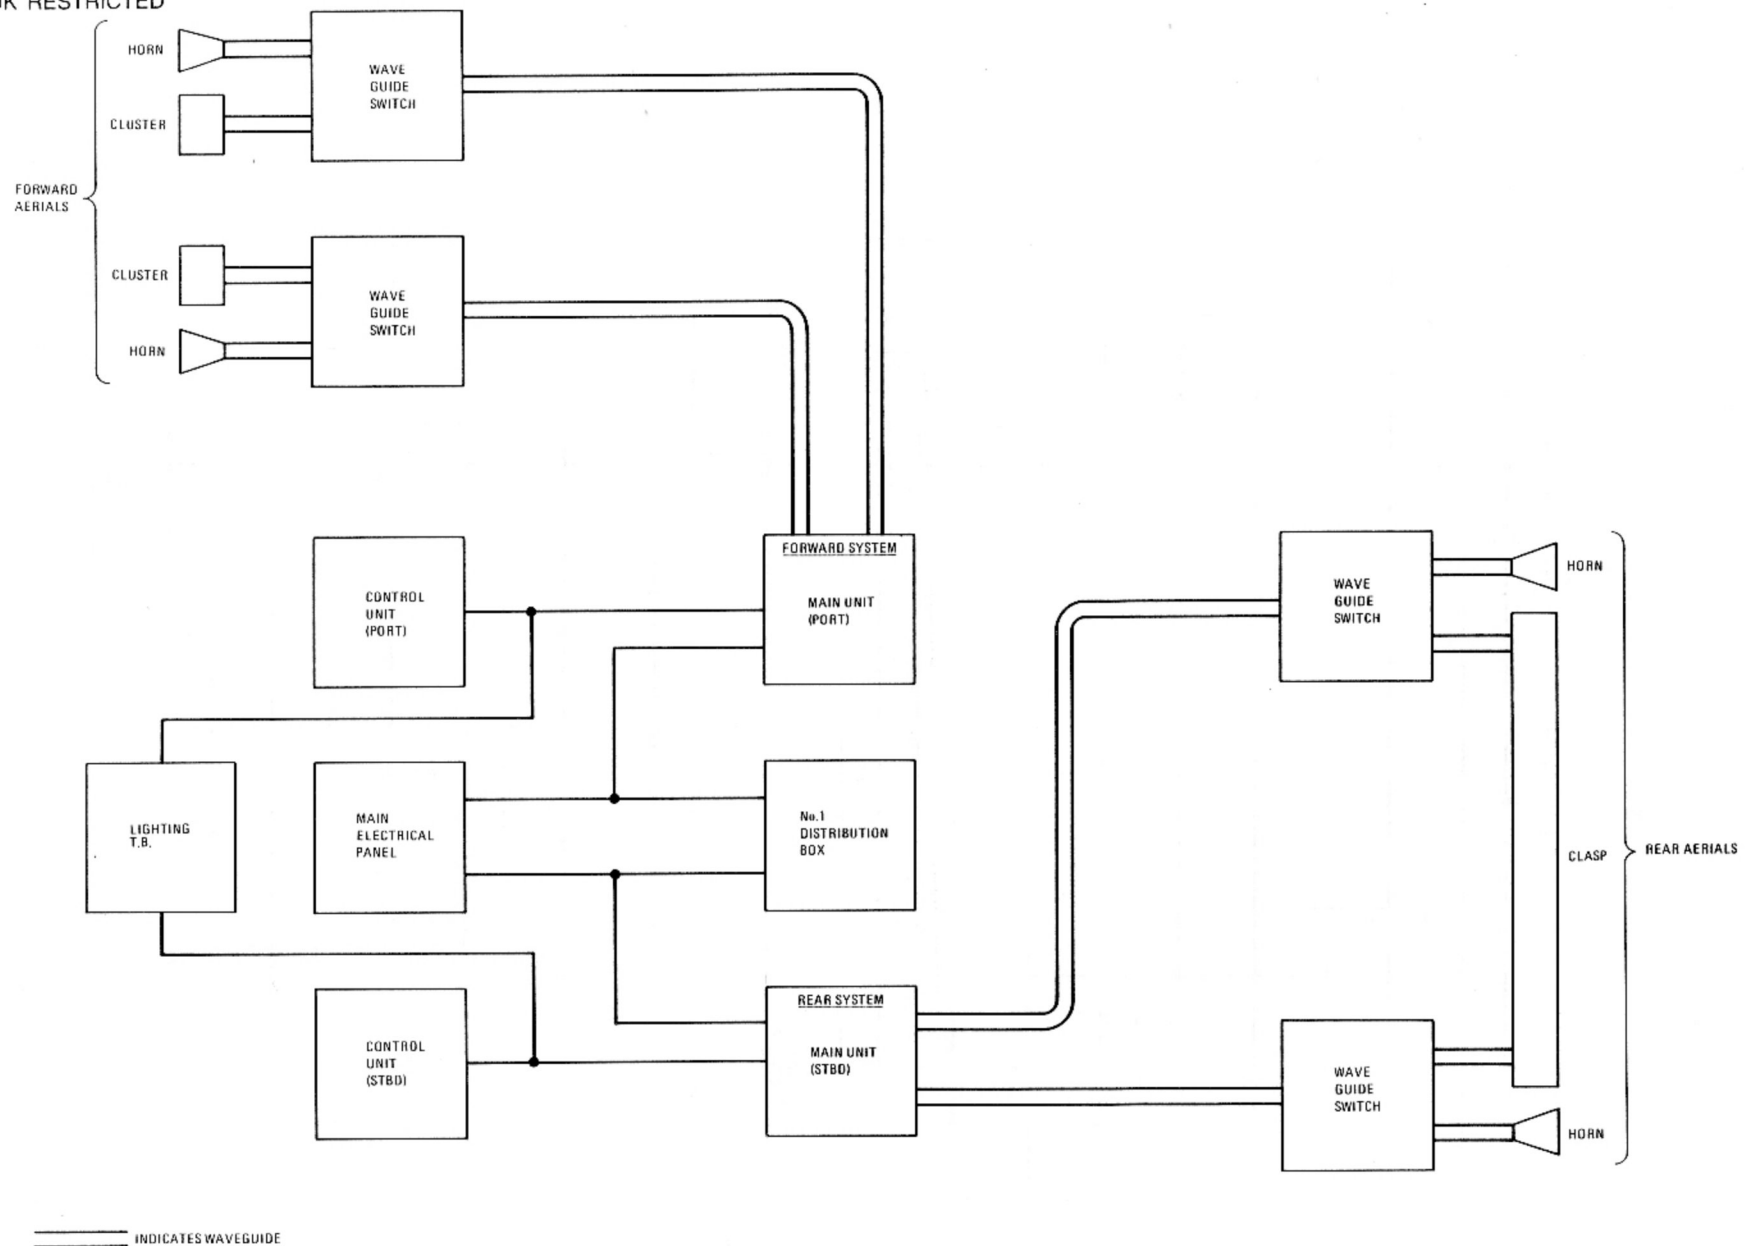 UK RESTRICTED
HORN
WAVE
GUIDE
SWITCH
CLUSTER
FORWARD
AERIALS
CLUSTER
WAVE
GUIDE
SWITCH
HORN
FORWARD SYSTEM
MAIN UNIT
(PORT)
CONTROL
UNIT
(PORT)
WAVE
GUIDE
SWITCH
HORN
LIGHTING
T.B.
MAIN
ELECTRICAL
PANEL
No.1
DISTRIBUTION
BOX
CLASP
REAR AERIALS
REAR SYSTEM
MAIN UNIT
(STBD)
CONTROL
UNIT
(STBD)
WAVE
GUIDE
SWITCH
HORN
INDICATES WAVEGUIDE